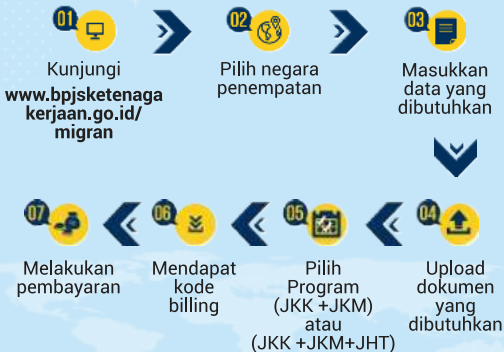 01
Kunjungi
www.bpjsketenaga
kerjaan.go.id/
migran
02
Pilih negara
penempatan
03
Masukkan
data yang
dibutuhkan
04
Upload
dokumen
yang
dibutuhkan
05
Pilih
Program
(JKK +JKM)
atau
(JKK +JKM+JHT)
06
Mendapat
kode
billing
07
Melakukan
pembayaran